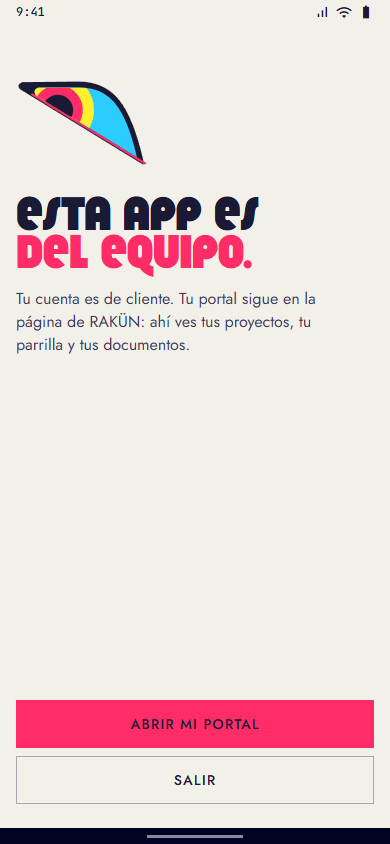 9:41
esTA APP es
DeL eQUIPO.
Tu cuenta es de cliente. Tu portal sigue en la
página de RAKÜN: ahí ves tus proyectos, tu
parrilla y tus documentos.
ABRIR MI PORTAL
SALIR